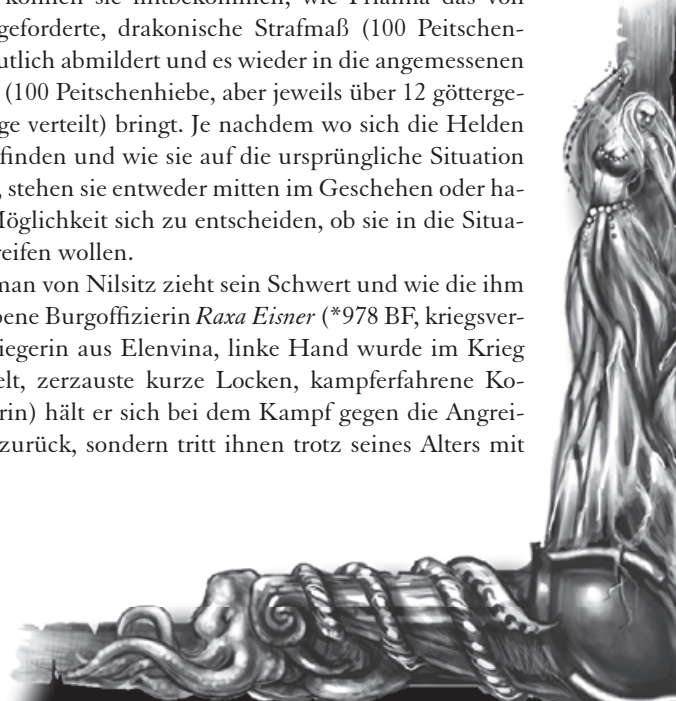 können sie mitbekommen, wie Prianna das von
geforderte, drakonische Strafmaß (100 Peitschen-
utlich abmildert und es wieder in die angemessenen
(100 Peitschenhiebe, aber jeweils über 12 götterge-
ge verteilt) bringt. Je nachdem wo sich die Helden
finden und wie sie auf die ursprüngliche Situation
, stehen sie entweder mitten im Geschehen oder ha-
Möglichkeit sich zu entscheiden, ob sie in die Situa-
reifen wollen.
man von Nilsitz zieht sein Schwert und wie die ihm
bene Burgoffizierin Raxa Eisner (*978 BF, kriegsver-
iegerin aus Elenvina, linke Hand wurde im Krieg
elt, zerzauste kurze Locken, kampferfahrene Ko-
rin) hält er sich bei dem Kampf gegen die Angrei-
zurück, sondern tritt ihnen trotz seines Alters mit